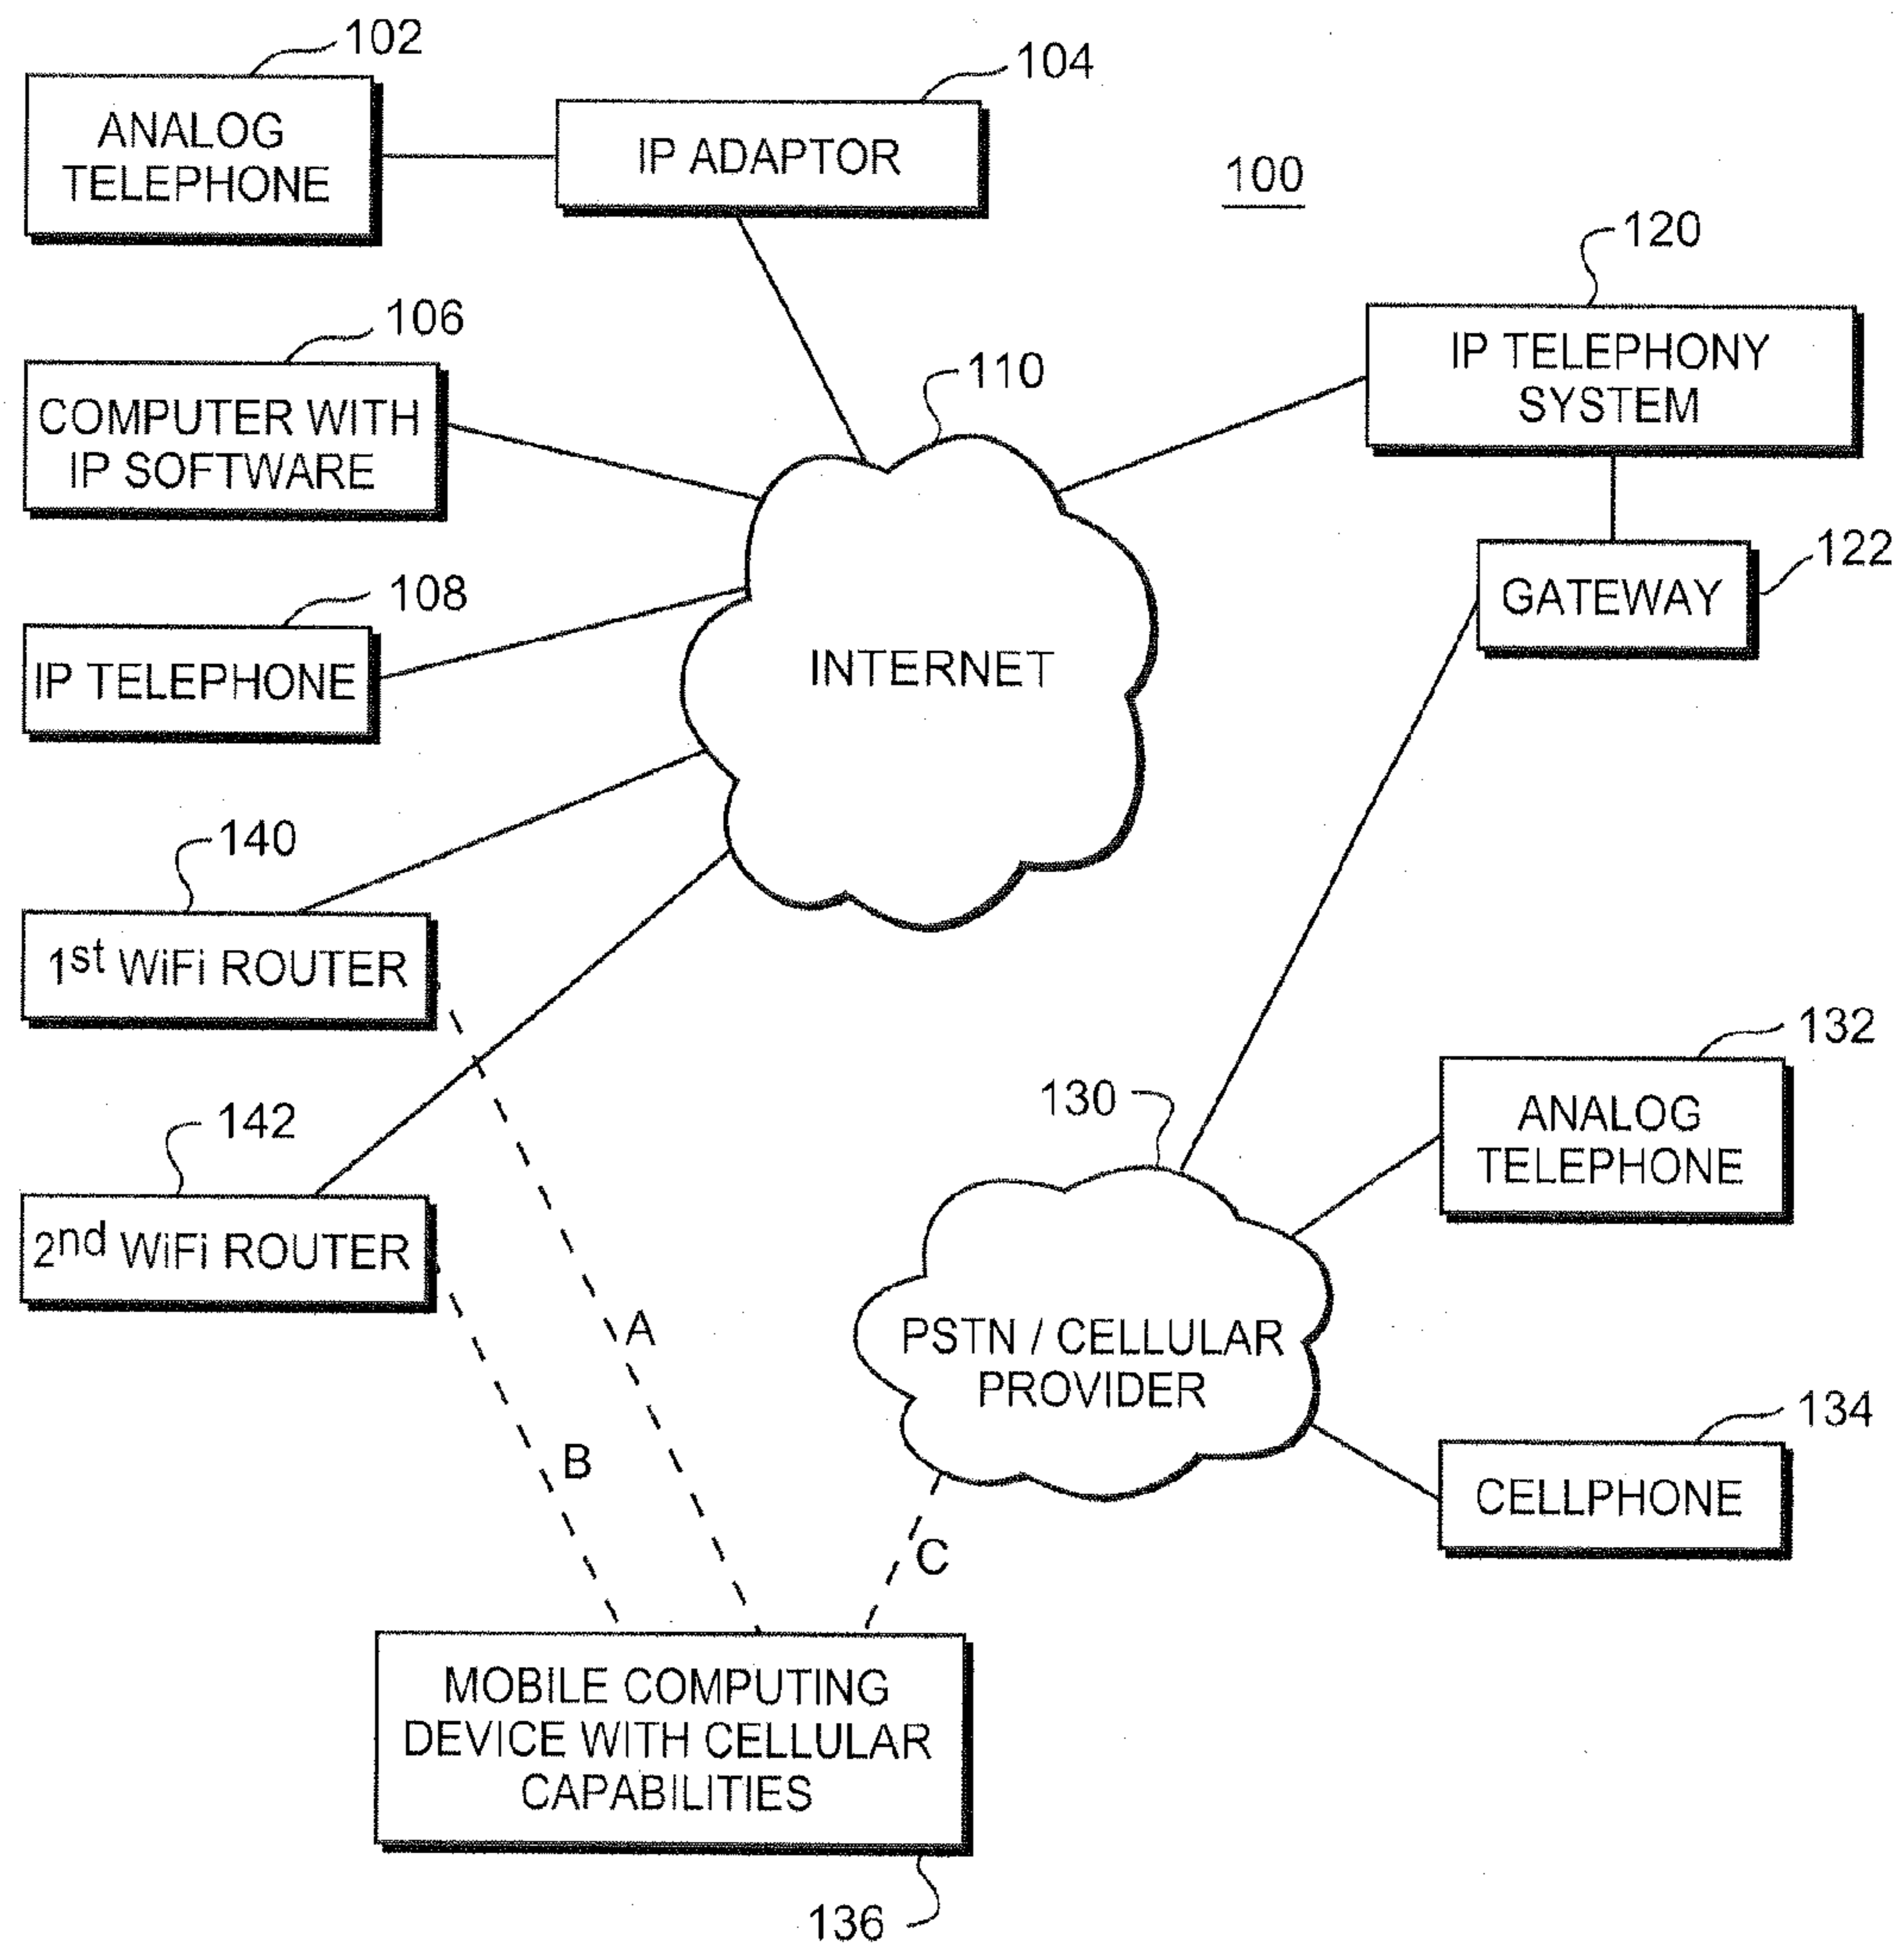 102
ANALOG
TELEPHONE
104
IP ADAPTOR
100
120
IP TELEPHONY
SYSTEM
106
COMPUTER WITH
IP SOFTWARE
110
122
GATEWAY
108
IP TELEPHONE
INTERNET
140
1st WiFi ROUTER
132
ANALOG
TELEPHONE
130
142
2nd WiFi ROUTER
A
PSTN / CELLULAR
PROVIDER
134
CELLPHONE
B
C
MOBILE COMPUTING
DEVICE WITH CELLULAR
CAPABILITIES
136